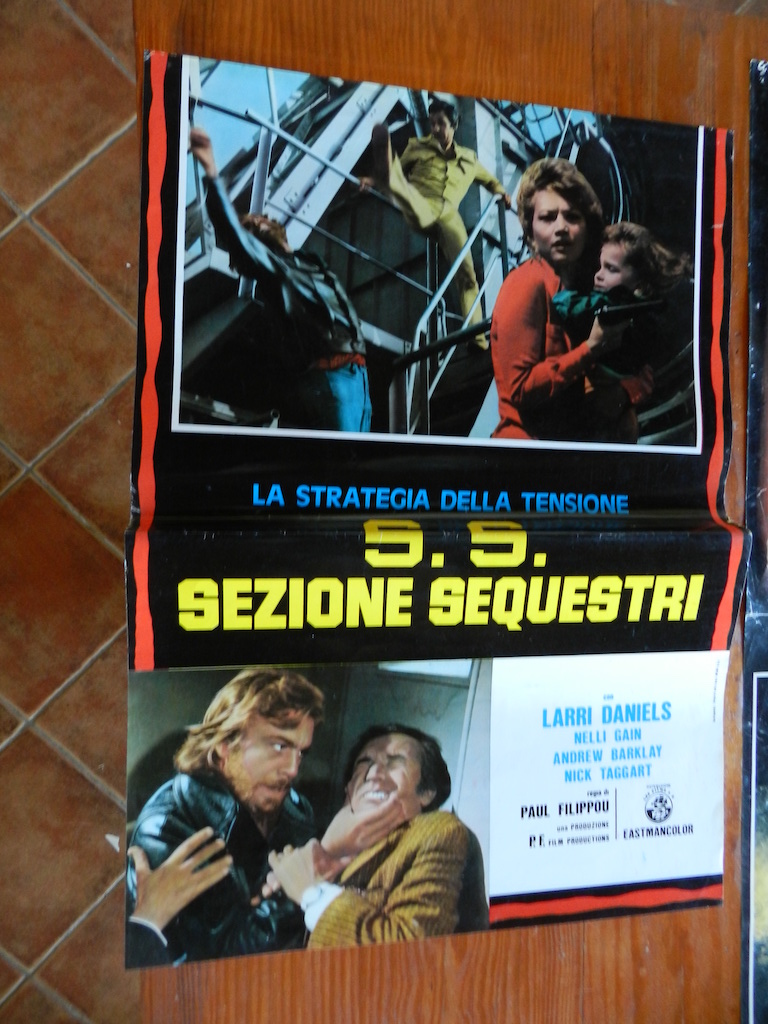 LA STRATEGIA DELLA TENSIONE
S. S.
SEZIONE SEQUESTRI
con
LARRI DANIELS
NELLI GAIN
ANDREW BARKLAY
NICK TAGGART
regia di
PAUL FILIPPOU
una PRODUZIONE
P.F. FILM PRODUCTIONS
EASTMANCOLOR